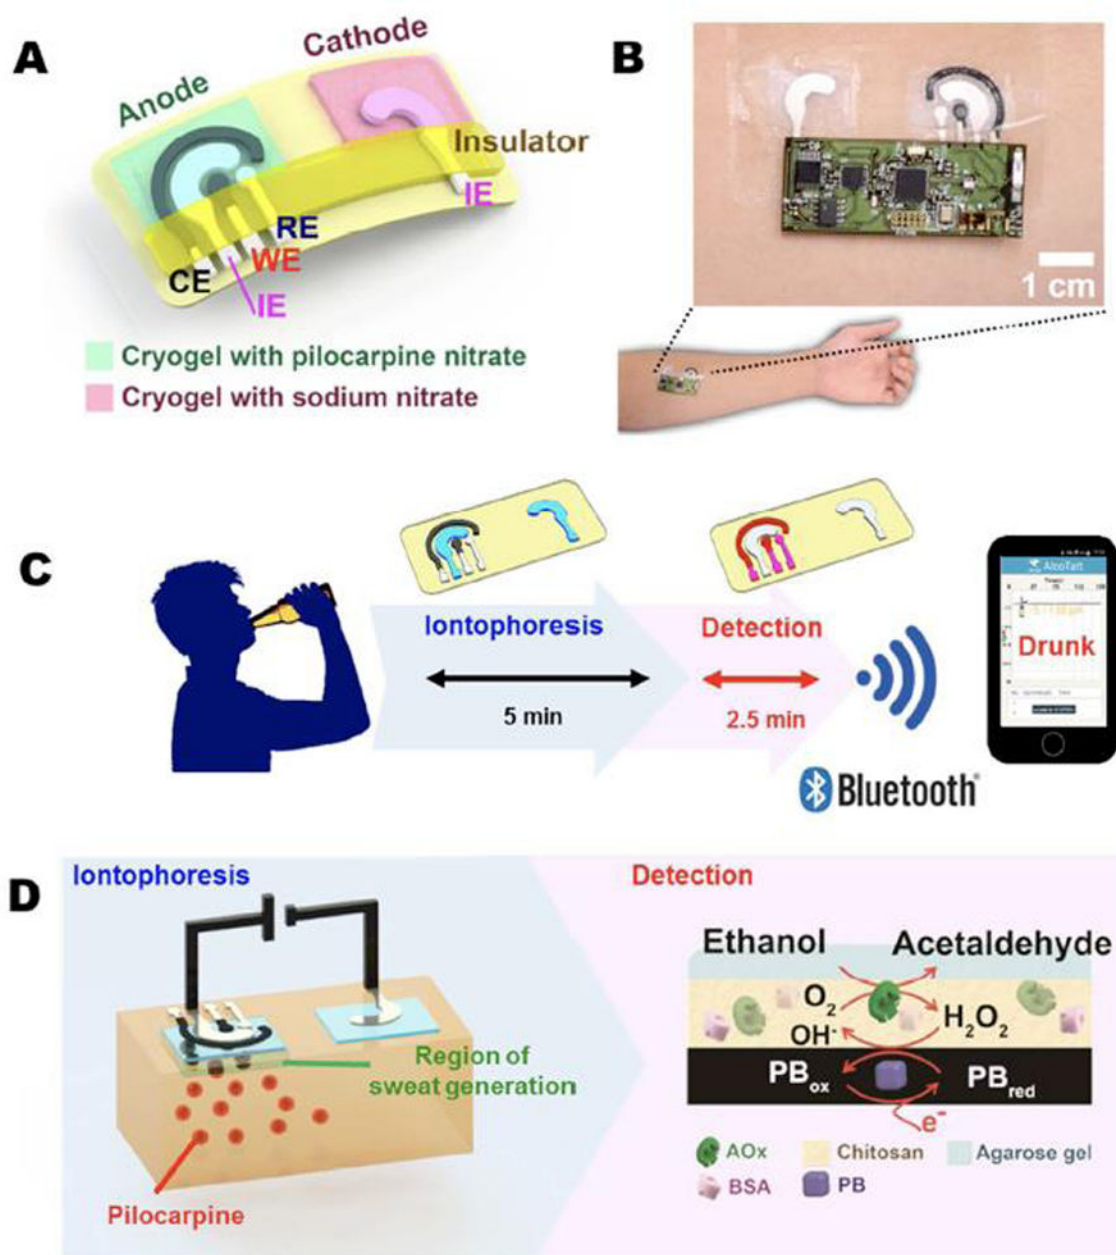 A
Anode
Cathode
Insulator
IE
RE
WE
CE
IE
Cryogel with pilocarpine nitrate
Cryogel with sodium nitrate
B
1 cm
C
Iontophoresis
5 min
Detection
2.5 min
Bluetooth
AlcoTatt
Drunk
D
Iontophoresis
Region of
sweat generation
Pilocarpine
Detection
Ethanol
Acetaldehyde
O2
OH-
H2O2
PBox
PBred
e-
AOx
Chitosan
Agarose gel
BSA
PB